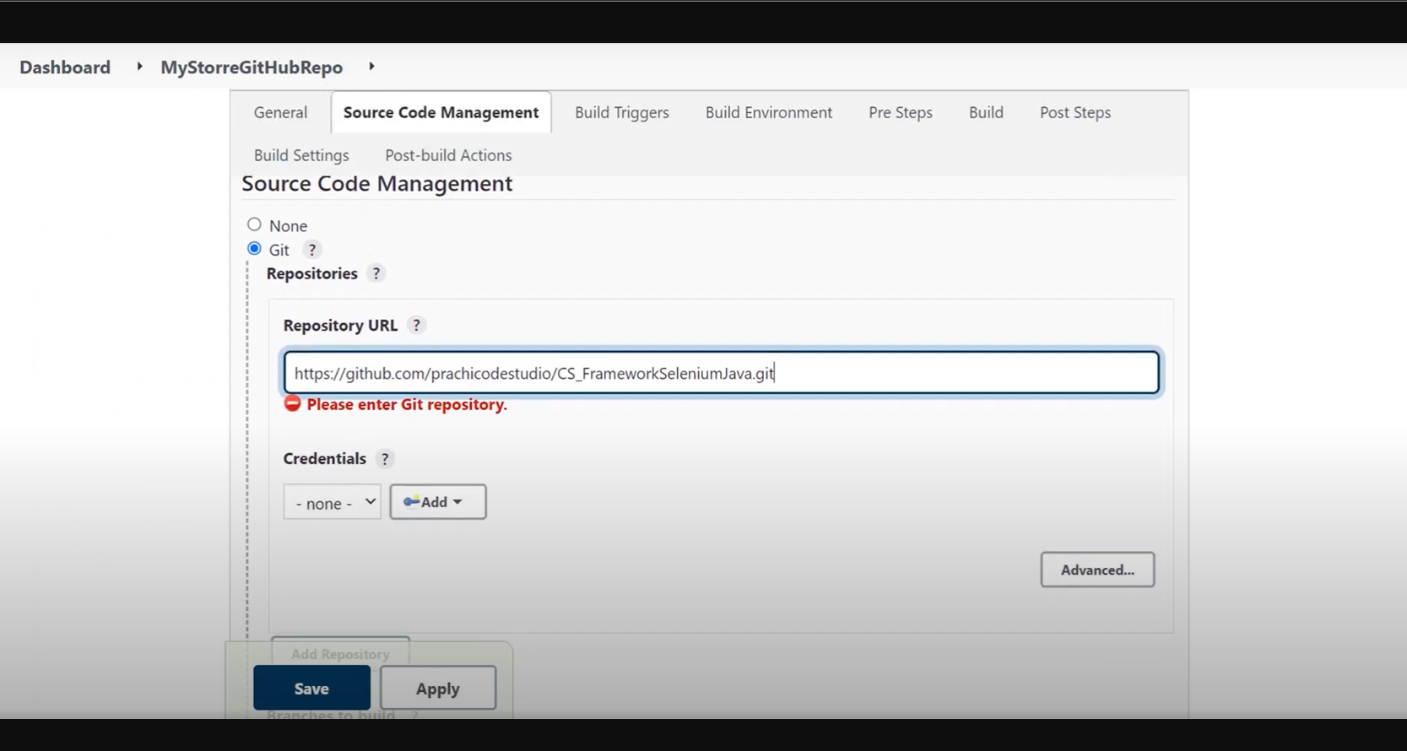 Dashboard MyStorreGitHubRepo
General Source Code Management Build Triggers Build Environment Pre Steps Build Post Steps
Build Settings Post-build Actions
Source Code Management
None
Git ?
Repositories ?
Repository URL ?
https://github.com/prachicodestudio/CS_FrameworkSeleniumJava.git
Please enter Git repository.
Credentials ?
- none - Add
Advanced...
Add Repository
Save Apply
Branches to build ?